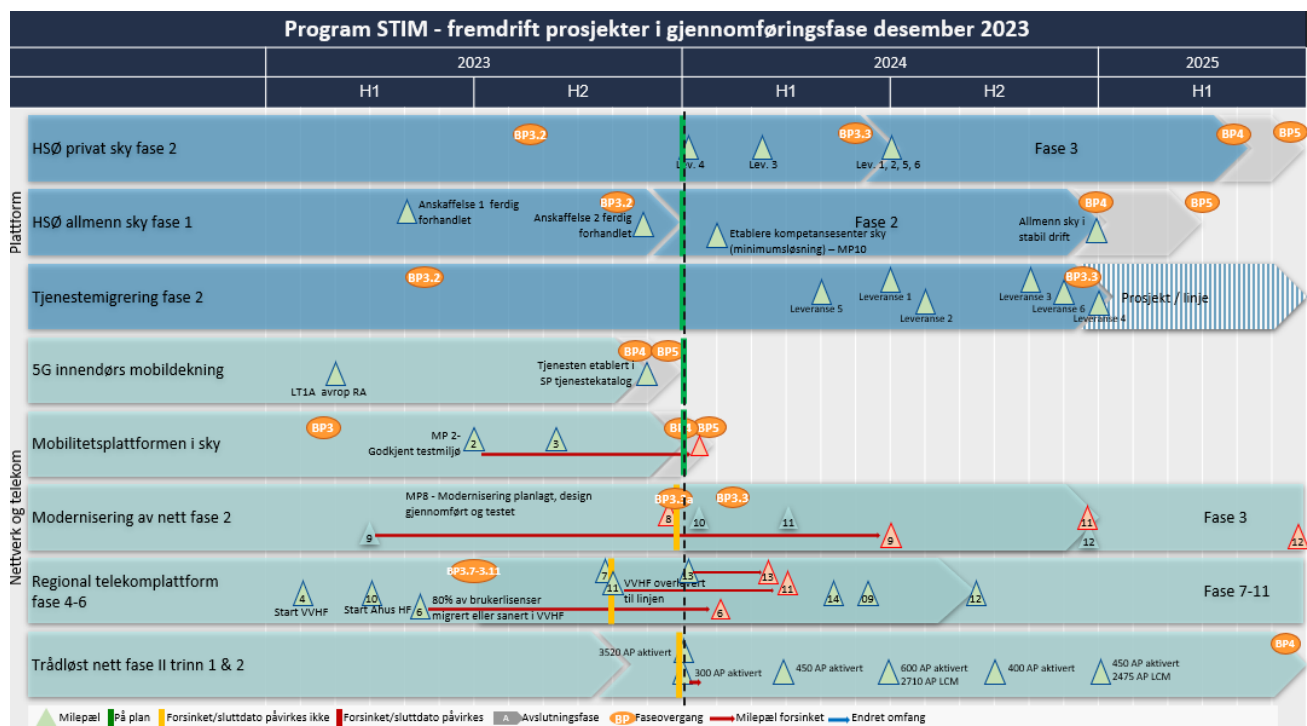 Program STIM - fremdrift prosjekter i gjennomføringsfase desember 2023
2023
2024
2025
H1
H2
H1
H2
H1
Plattform
HSØ privat sky fase 2
BP3.2
Lev. 4
Lev. 3
BP3.3
Lev. 1, 2, 5, 6
Fase 3
BP4
BP5
HSØ allmenn sky fase 1
Anskaffelse 1 ferdig
forhandlet
BP3.2
Anskaffelse 2 ferdig
forhandlet
Fase 2
Etablere kompetansesenter sky
(minimumsløsning) – MP10
Allmenn sky i
stabil drift
BP4
BP5
Tjenestemigrering fase 2
BP3.2
Leveranse 5
Leveranse 1
Leveranse 2
Leveranse 3
Leveranse 6
BP3.3
Leveranse 4
Prosjekt / linje
Nettverk og telekom
5G innendørs mobildekning
LT1A avrop RA
BP4
BP5
Tjenesten etablert i
SP tjenestekatalog
Mobilitetsplattformen i sky
BP3
MP 2-
Godkjent testmiljø
2
3
BP4
BP5
Modernisering av nett fase 2
9
MP8 - Modernisering planlagt, design
gjennomført og testet
BP3.3a
8
BP3.3
10
11
9
11
12
Fase 3
12
Regional telekomplattform
fase 4-6
4
Start VVHF
10
Start Ahus HF
6
BP3.7-3.11
80% av brukerlisenser
migrert eller sanert i VVHF
7
11
VVHF overlevert
til linjen
13
13
11
6
14
09
12
Fase 7-11
Trådløst nett fase II trinn 1 & 2
3520 AP aktivert
300 AP aktivert
450 AP aktivert
600 AP aktivert
2710 AP LCM
400 AP aktivert
450 AP aktivert
2475 AP LCM
BP4
Milepæl
På plan
Forsinket/sluttdato påvirkes ikke
Forsinket/sluttdato påvirkes
A
Avslutningsfase
BP
Faseovergang
Milepæl forsinket
Endret omfang